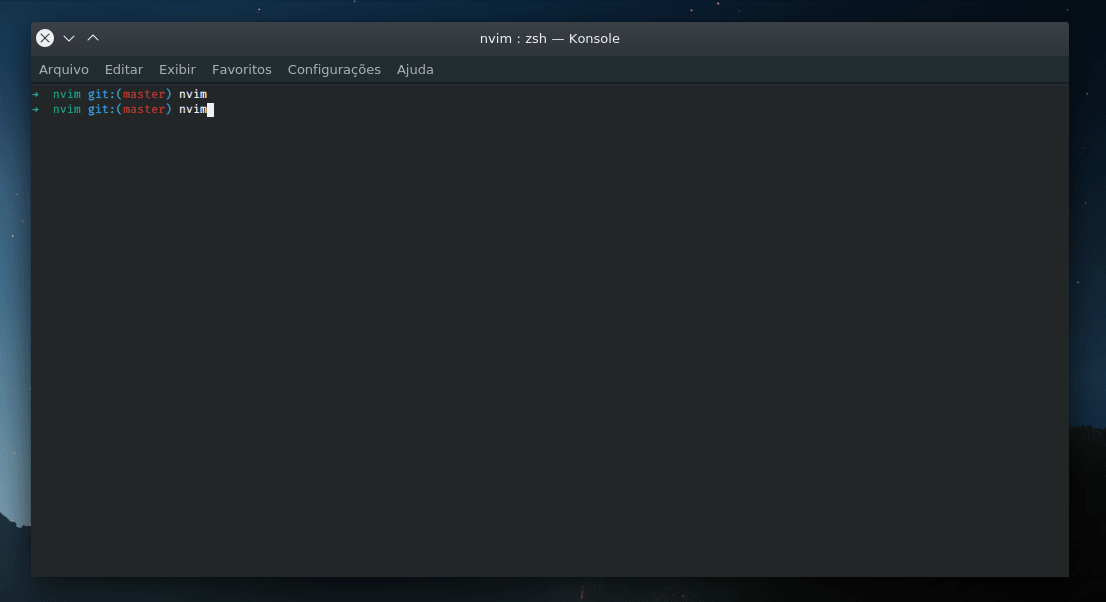 nvim : zsh — Konsole
Arquivo Editar Exibir Favoritos Configurações Ajuda
➜ nvim git:(master) nvim
➜ nvim git:(master) nvim